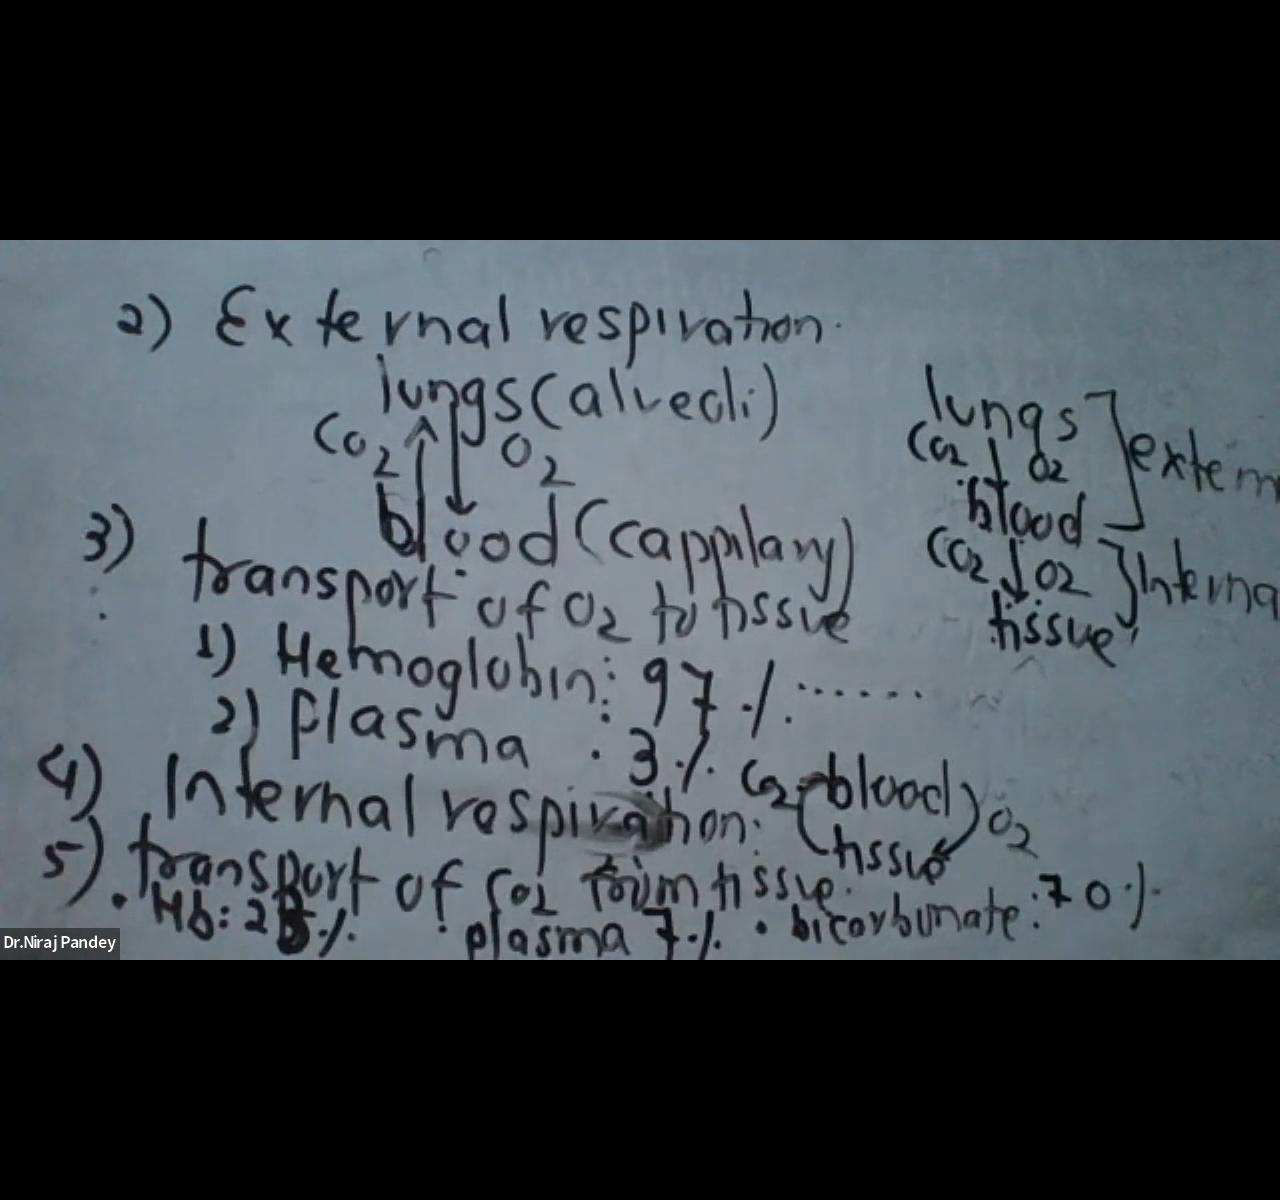 2) External respiration.
lungs (alveoli)
CO2 O2
blood (cappilary)
lungs
CO2 O2
blood
extern
CO2 O2
tissue
Interna
3) transport of O2 to tissue
1) Hemoglobin: 97 %......
2) Plasma : 3%
4) Internal respiration: CO2 blood O2
tissue
5) transport of CO2 from tissue.
• Hb: 2 %. plasma 7% • bicarbonate: 70%
Dr.Niraj Pandey